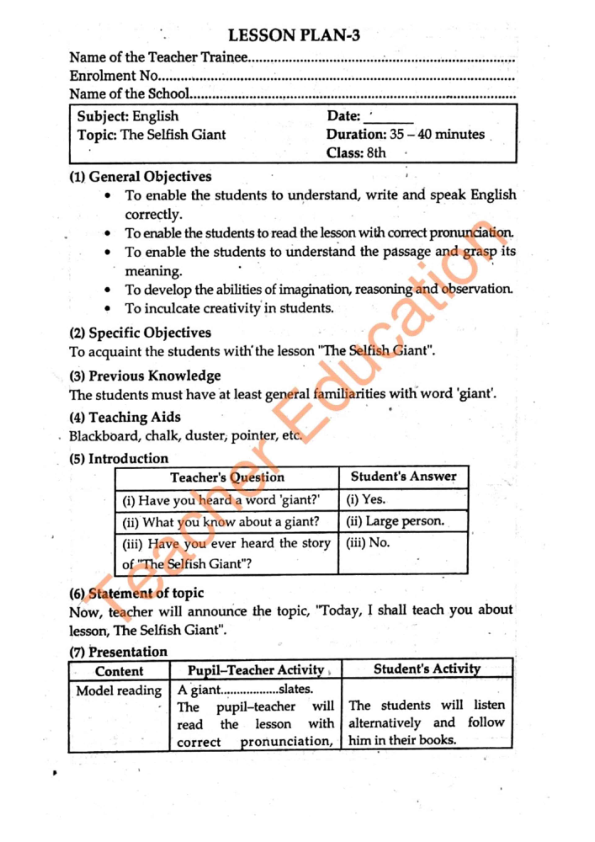 LESSON PLAN-3
Name of the Teacher Trainee....................................................................
Enrolment No.........................................................................................
Name of the School..................................................................................
Subject: English
Date: _______
Topic: The Selfish Giant
Duration: 35 – 40 minutes
Class: 8th
(1) General Objectives
• To enable the students to understand, write and speak English
correctly.
• To enable the students to read the lesson with correct pronunciation.
• To enable the students to understand the passage and grasp its
meaning.
• To develop the abilities of imagination, reasoning and observation.
• To inculcate creativity in students.
(2) Specific Objectives
To acquaint the students with the lesson "The Selfish Giant".
(3) Previous Knowledge
The students must have at least general familiarities with word 'giant'.
(4) Teaching Aids
Blackboard, chalk, duster, pointer, etc.
(5) Introduction
Teacher's Question
Student's Answer
(i) Have you heard a word 'giant?'
(i) Yes.
(ii) What you know about a giant?
(ii) Large person.
(iii) Have you ever heard the story
(iii) No.
of "The Selfish Giant"?
(6) Statement of topic
Now, teacher will announce the topic, "Today, I shall teach you about
lesson, The Selfish Giant".
(7) Presentation
Content
Pupil–Teacher Activity
Student's Activity
Model reading
A giant..................slates.
The pupil–teacher will
read the lesson with
correct pronunciation,
The students will listen
alternatively and follow
him in their books.
Teacher Education